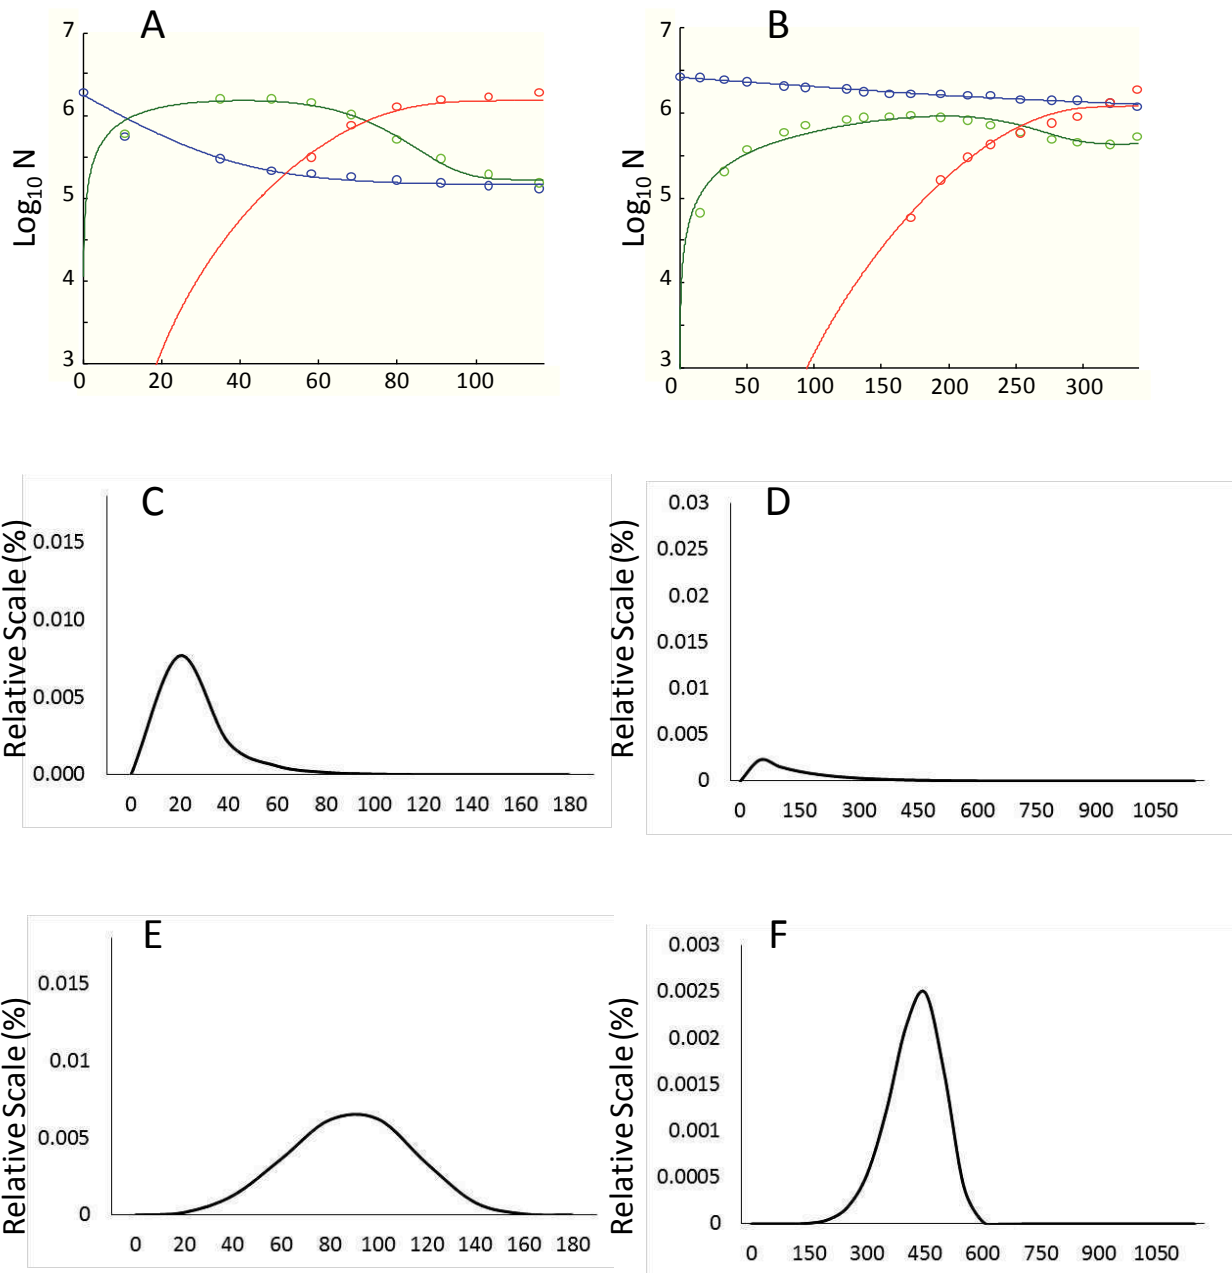 A
7
6
5
4
3
Log10 N
0 20 40 60 80 100
B
7
6
5
4
3
Log10 N
0 50 100 150 200 250 300
C
0.015
0.010
0.005
0.000
Relative Scale (%)
0 20 40 60 80 100 120 140 160 180
D
0.03
0.025
0.02
0.015
0.01
0.005
0
Relative Scale (%)
0 150 300 450 600 750 900 1050
E
0.015
0.01
0.005
0
Relative Scale (%)
0 20 40 60 80 100 120 140 160 180
F
0.003
0.0025
0.002
0.0015
0.001
0.0005
0
Relative Scale (%)
0 150 300 450 600 750 900 1050